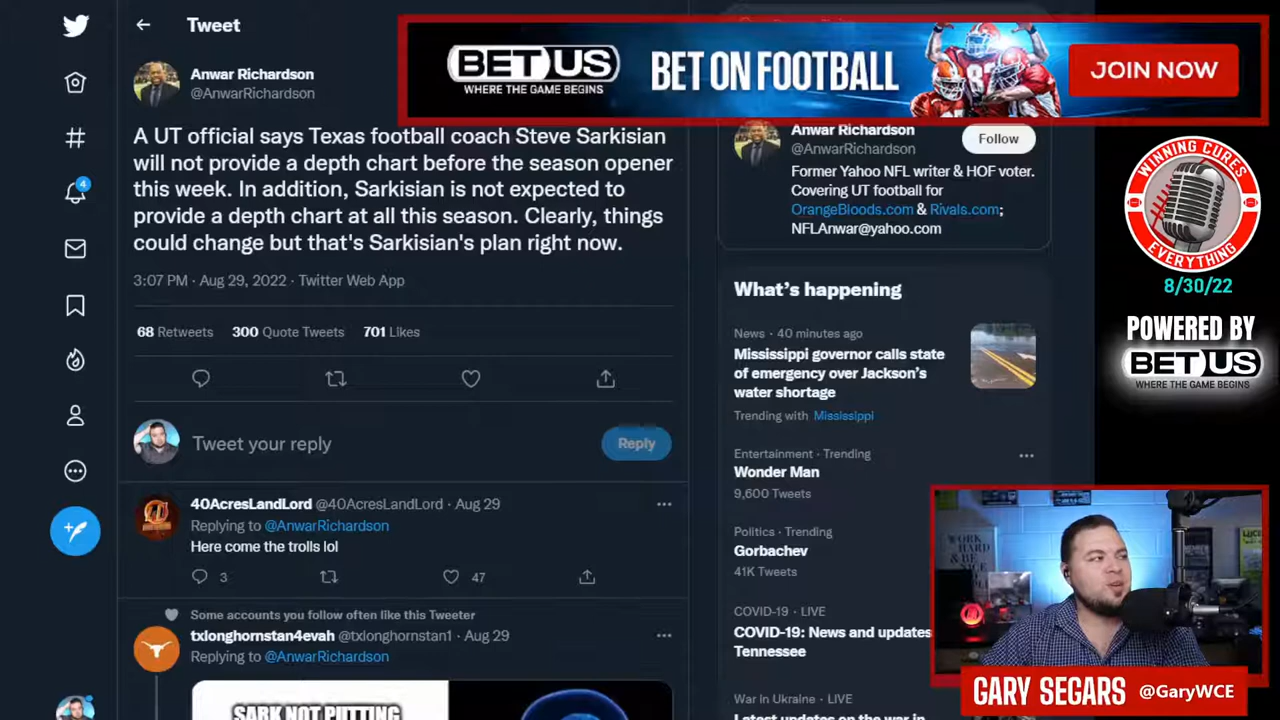 Tweet
Anwar Richardson
@AnwarRichardson
A UT official says Texas football coach Steve Sarkisian
will not provide a depth chart before the season opener
this week. In addition, Sarkisian is not expected to
provide a depth chart at all this season. Clearly, things
could change but that's Sarkisian's plan right now.
3:07 PM · Aug 29, 2022 · Twitter Web App
68 Retweets 300 Quote Tweets 701 Likes
Tweet your reply
Reply
40AcresLandLord @40AcresLandLord · Aug 29
Replying to @AnwarRichardson
Here come the trolls lol
3
47
Some accounts you follow often like this Tweeter
txlonghornstan4evah @txlonghornstan1 · Aug 29
Replying to @AnwarRichardson
SARK NOT PUTTING
4
BETUS
WHERE THE GAME BEGINS
BET ON FOOTBALL
JOIN NOW
Anwar Richardson
@AnwarRichardson
Follow
Former Yahoo NFL writer & HOF voter.
Covering UT football for
OrangeBloods.com & Rivals.com;
NFLAnwar@yahoo.com
What's happening
News · 40 minutes ago
Mississippi governor calls state
of emergency over Jackson's
water shortage
Trending with Mississippi
Entertainment · Trending
Wonder Man
9,600 Tweets
Politics · Trending
Gorbachev
41K Tweets
COVID-19 · LIVE
COVID-19: News and updates
Tennessee
War in Ukraine · LIVE
Latest updates on the war in
WINNING CURES
EVERYTHING
8/30/22
POWERED BY
BETUS
WHERE THE GAME BEGINS
WORK
HARD &
GARY SEGARS @GaryWCE